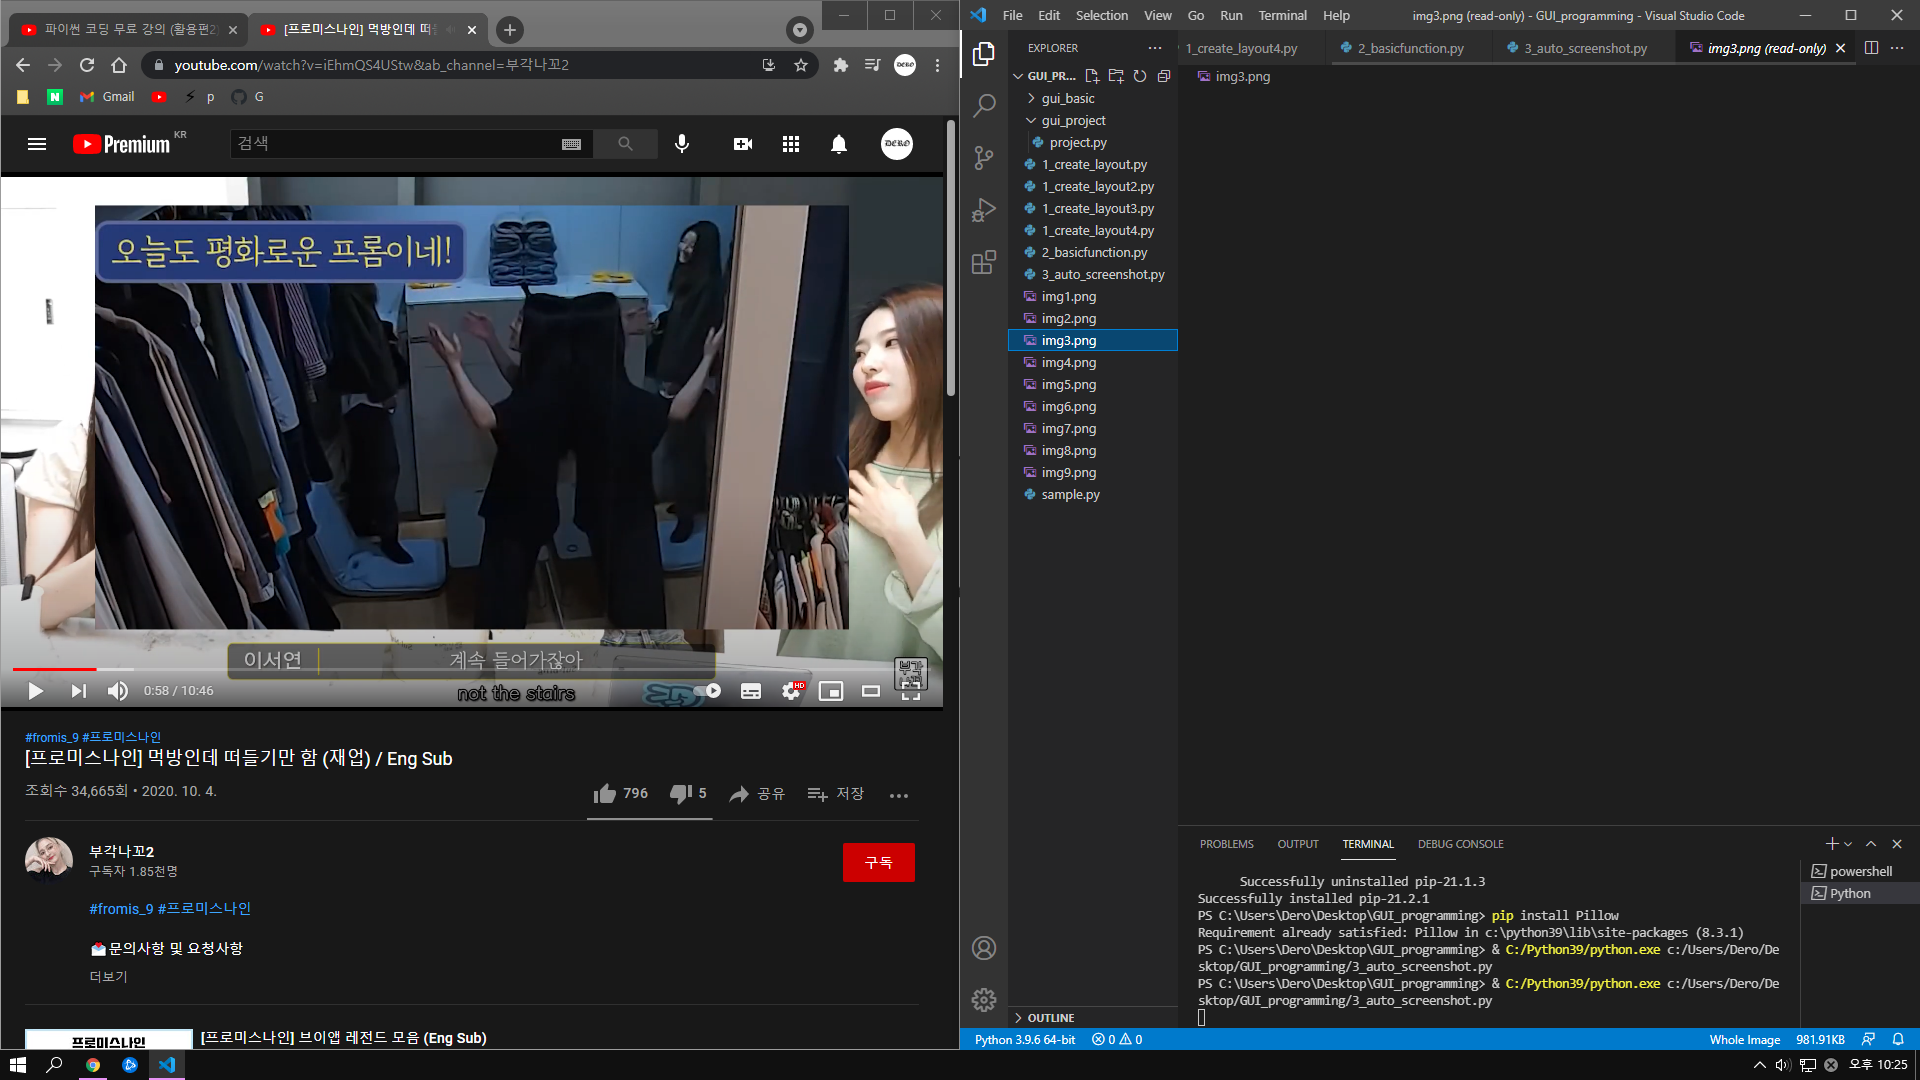 파이썬 코딩 무료 강의 (활용편2
[프로미스나인] 먹방인데 떠들
youtube.com/watch?v=iEhmQS4UStw&ab_channel=부각나꼬2
Gmail
p
G
Premium KR
검색
DERO
오늘도 평화로운 프롬이네!
이서연
계속 들어가잖아
not the stairs
부각
0:58 / 10:46
HD
#fromis_9 #프로미스나인
[프로미스나인] 먹방인데 떠들기만 함 (재업) / Eng Sub
조회수 34,665회 • 2020. 10. 4.
796
5
공유
저장
부각나꼬2
구독자 1.85천명
구독
#fromis_9 #프로미스나인
문의사항 및 요청사항
더보기
프로미스나인
[프로미스나인] 브이앱 레전드 모음 (Eng Sub)
File Edit Selection View Go Run Terminal Help
img3.png (read-only) - GUI_programming - Visual Studio Code
EXPLORER
1_create_layout4.py
2_basicfunction.py
3_auto_screenshot.py
img3.png (read-only)
GUI_PR...
img3.png
gui_basic
gui_project
project.py
1_create_layout.py
1_create_layout2.py
1_create_layout3.py
1_create_layout4.py
2_basicfunction.py
3_auto_screenshot.py
img1.png
img2.png
img3.png
img4.png
img5.png
img6.png
img7.png
img8.png
img9.png
sample.py
OUTLINE
PROBLEMS OUTPUT TERMINAL DEBUG CONSOLE
powershell
Python
Successfully uninstalled pip-21.1.3
Successfully installed pip-21.2.1
PS C:\Users\Dero\Desktop\GUI_programming> pip install Pillow
Requirement already satisfied: Pillow in c:\python39\lib\site-packages (8.3.1)
PS C:\Users\Dero\Desktop\GUI_programming> & C:/Python39/python.exe c:/Users/Dero/De
sktop/GUI_programming/3_auto_screenshot.py
PS C:\Users\Dero\Desktop\GUI_programming> & C:/Python39/python.exe c:/Users/Dero/De
sktop/GUI_programming/3_auto_screenshot.py
Python 3.9.6 64-bit
0
0
Whole Image
981.91KB
오후 10:25